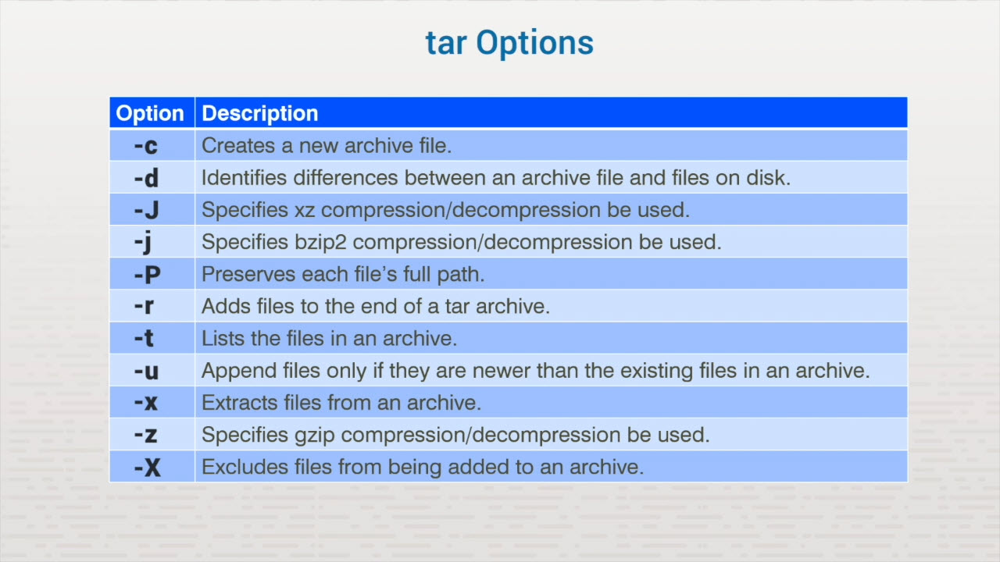 tar Options
Option Description
-c Creates a new archive file.
-d Identifies differences between an archive file and files on disk.
-J Specifies xz compression/decompression be used.
-j Specifies bzip2 compression/decompression be used.
-P Preserves each file’s full path.
-r Adds files to the end of a tar archive.
-t Lists the files in an archive.
-u Append files only if they are newer than the existing files in an archive.
-x Extracts files from an archive.
-z Specifies gzip compression/decompression be used.
-X Excludes files from being added to an archive.